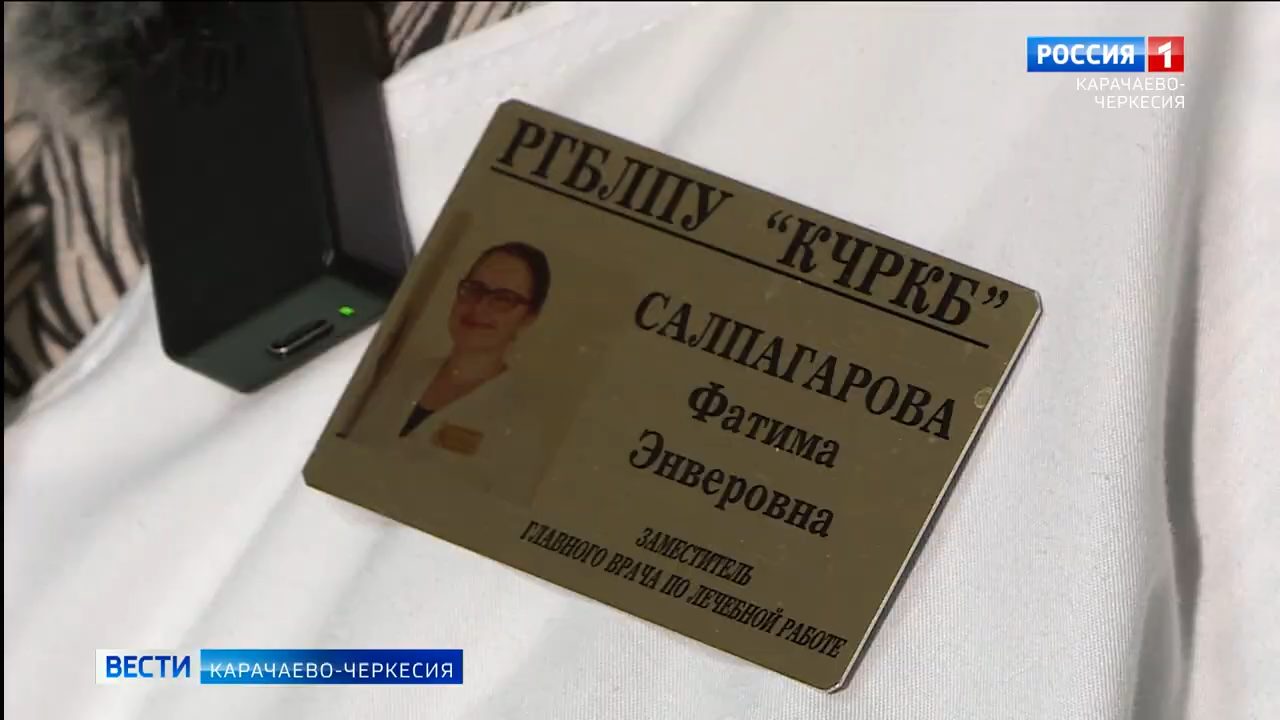 РОССИЯ 1
КАРАЧАЕВО-
ЧЕРКЕСИЯ
РГБЛПУ “КЧРКБ”
САЛПАГАРОВА
Фатима
Энверовна
ЗАМЕСТИТЕЛЬ
ГЛАВНОГО ВРАЧА ПО ЛЕЧЕБНОЙ РАБОТЕ
ВЕСТИ КАРАЧАЕВО-ЧЕРКЕСИЯ